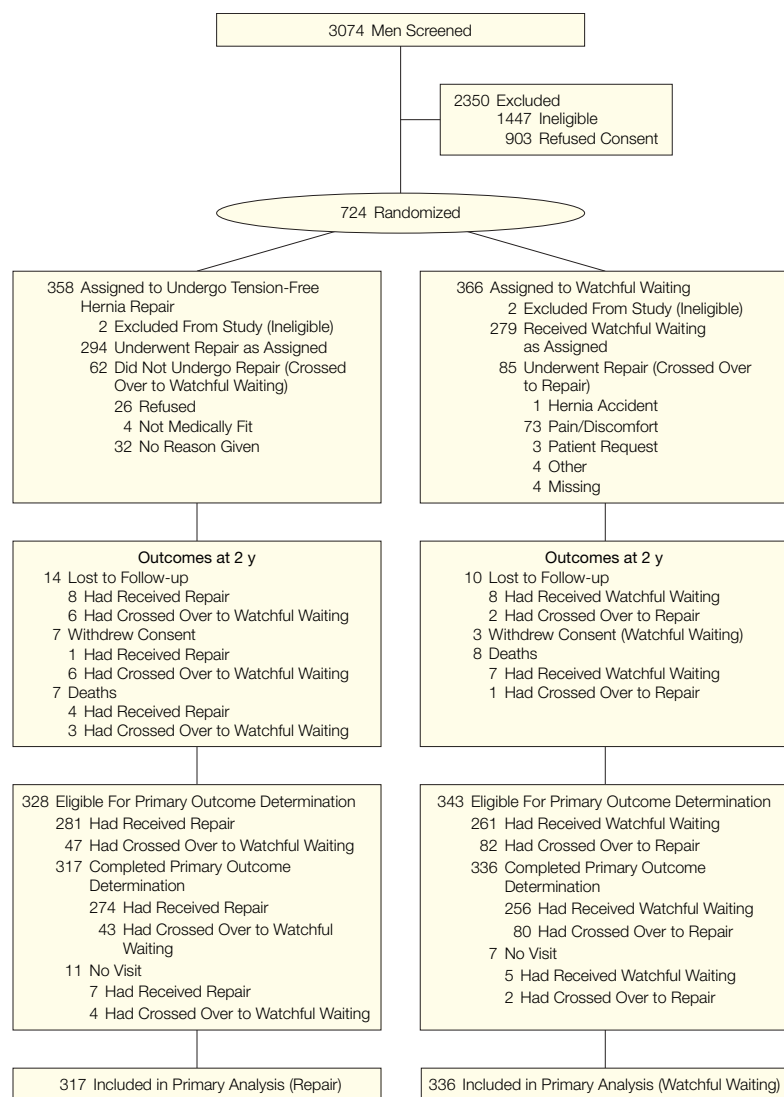 3074 Men Screened
2350 Excluded
1447 Ineligible
903 Refused Consent
724 Randomized
358 Assigned to Undergo Tension-Free
Hernia Repair
2 Excluded From Study (Ineligible)
294 Underwent Repair as Assigned
62 Did Not Undergo Repair (Crossed
Over to Watchful Waiting)
26 Refused
4 Not Medically Fit
32 No Reason Given
366 Assigned to Watchful Waiting
2 Excluded From Study (Ineligible)
279 Received Watchful Waiting
as Assigned
85 Underwent Repair (Crossed Over
to Repair)
1 Hernia Accident
73 Pain/Discomfort
3 Patient Request
4 Other
4 Missing
Outcomes at 2 y
14 Lost to Follow-up
8 Had Received Repair
6 Had Crossed Over to Watchful Waiting
7 Withdrew Consent
1 Had Received Repair
6 Had Crossed Over to Watchful Waiting
7 Deaths
4 Had Received Repair
3 Had Crossed Over to Watchful Waiting
Outcomes at 2 y
10 Lost to Follow-up
8 Had Received Watchful Waiting
2 Had Crossed Over to Repair
3 Withdrew Consent (Watchful Waiting)
8 Deaths
7 Had Received Watchful Waiting
1 Had Crossed Over to Repair
328 Eligible For Primary Outcome Determination
281 Had Received Repair
47 Had Crossed Over to Watchful Waiting
317 Completed Primary Outcome
Determination
274 Had Received Repair
43 Had Crossed Over to Watchful
Waiting
11 No Visit
7 Had Received Repair
4 Had Crossed Over to Watchful Waiting
343 Eligible For Primary Outcome Determination
261 Had Received Watchful Waiting
82 Had Crossed Over to Repair
336 Completed Primary Outcome
Determination
256 Had Received Watchful Waiting
80 Had Crossed Over to Repair
7 No Visit
5 Had Received Watchful Waiting
2 Had Crossed Over to Repair
317 Included in Primary Analysis (Repair)
336 Included in Primary Analysis (Watchful Waiting)